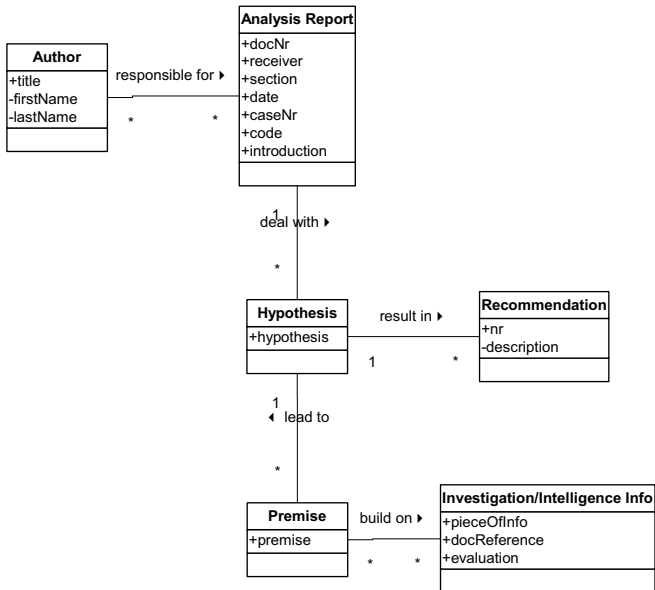 Analysis Report
+docNr
+receiver
+section
+date
+caseNr
+code
+introduction
Author
+title
-firstName
-lastName
responsible for
*
*
1
deal with
*
Hypothesis
+hypothesis
result in
1
*
Recommendation
+nr
-description
1
lead to
*
Premise
+premise
build on
*
*
Investigation/Intelligence Info
+pieceOfInfo
+docReference
+evaluation